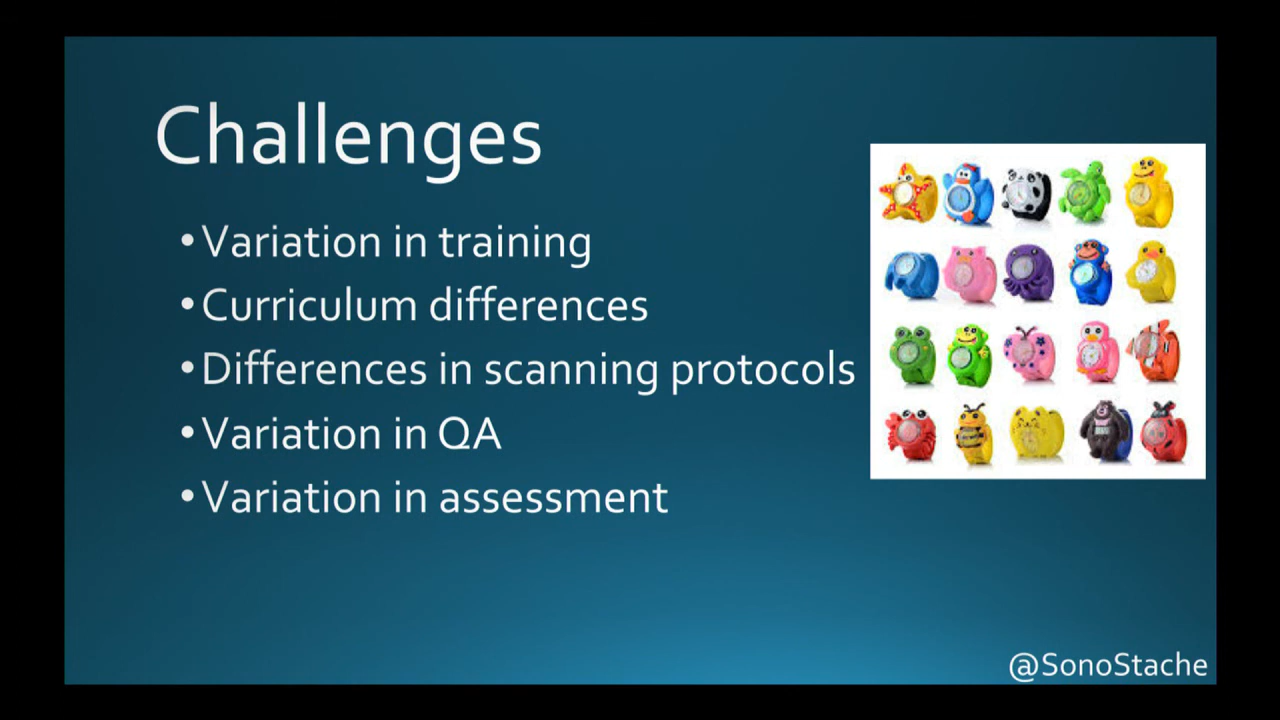 Challenges
•Variation in training
•Curriculum differences
•Differences in scanning protocols
•Variation in QA
•Variation in assessment
@SonoStache